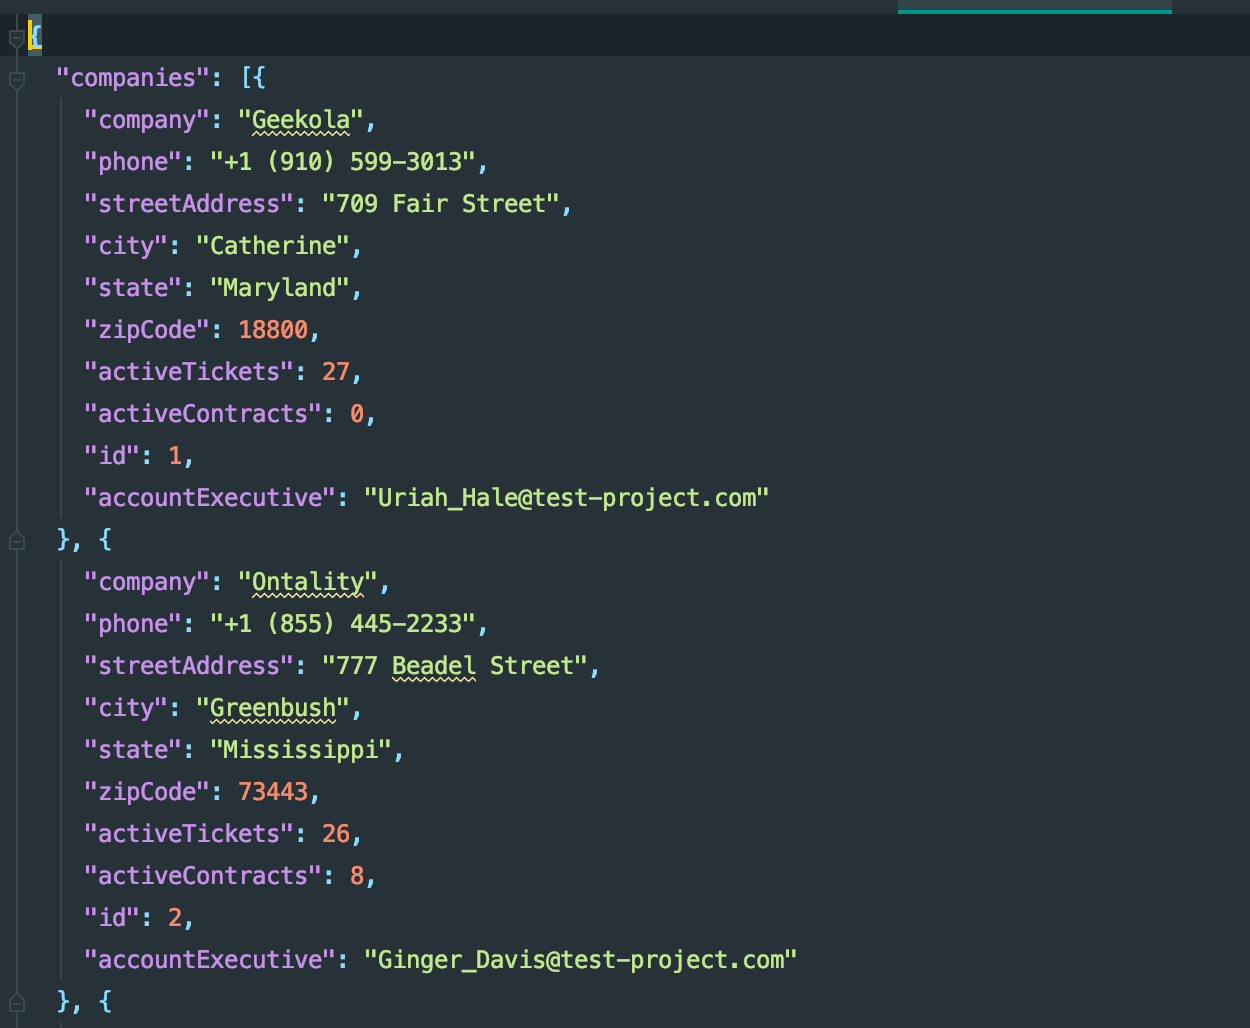 {
"companies": [{
"company": "Geekola",
"phone": "+1 (910) 599-3013",
"streetAddress": "709 Fair Street",
"city": "Catherine",
"state": "Maryland",
"zipCode": 18800,
"activeTickets": 27,
"activeContracts": 0,
"id": 1,
"accountExecutive": "Uriah_Hale@test-project.com"
}, {
"company": "Ontality",
"phone": "+1 (855) 445-2233",
"streetAddress": "777 Beadel Street",
"city": "Greenbush",
"state": "Mississippi",
"zipCode": 73443,
"activeTickets": 26,
"activeContracts": 8,
"id": 2,
"accountExecutive": "Ginger_Davis@test-project.com"
}, {